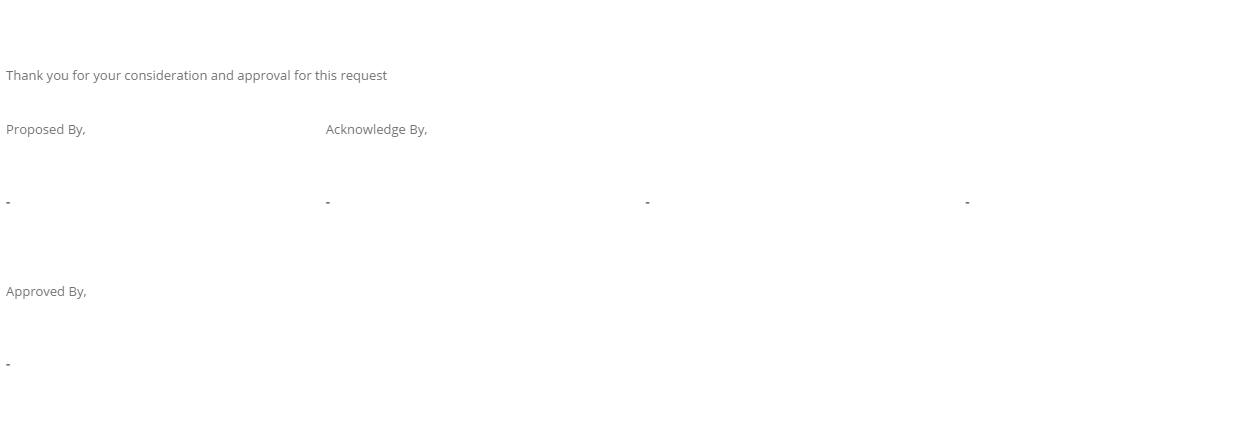 Thank you for your consideration and approval for this request
Proposed By, Acknowledge By,
- - - -
Approved By,
-